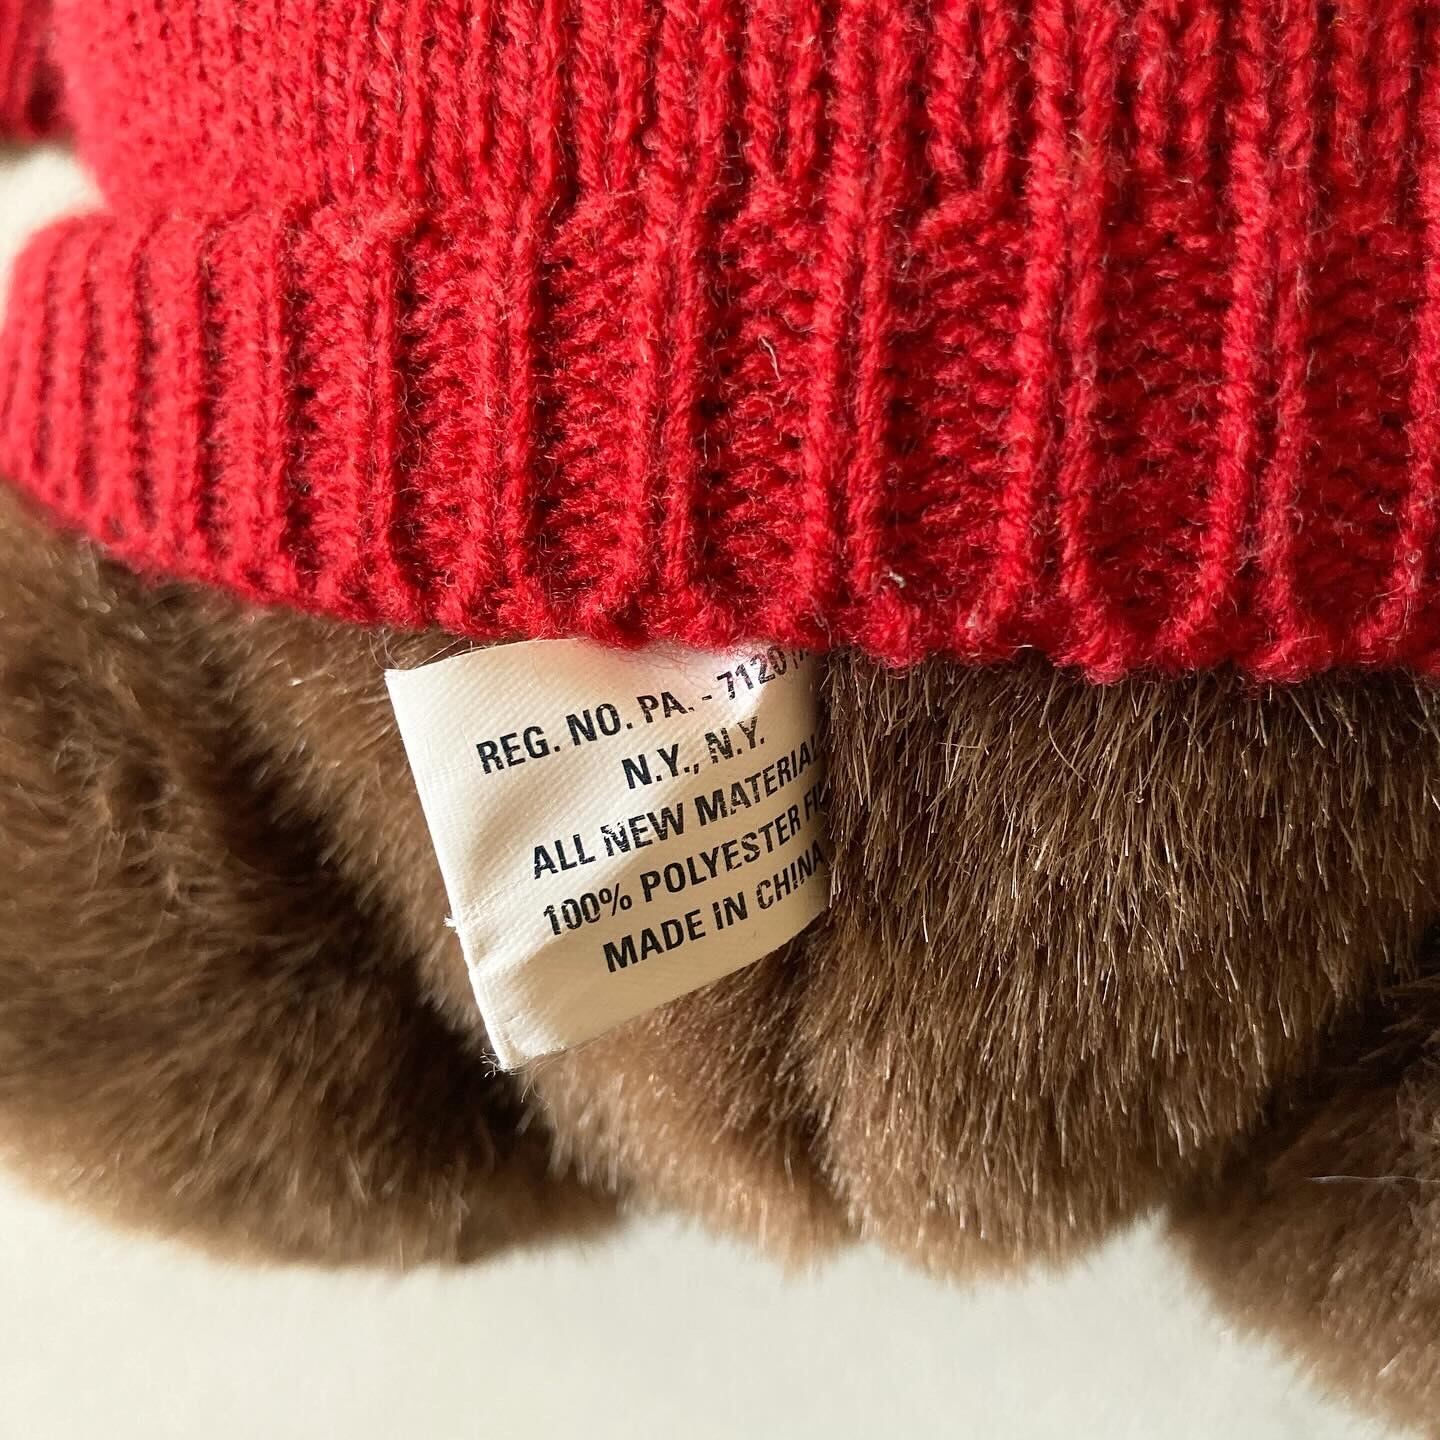 REG. NO. PA. - 7120
N.Y., N.Y.
ALL NEW MATERIAL
100% POLYESTER
MADE IN CHINA